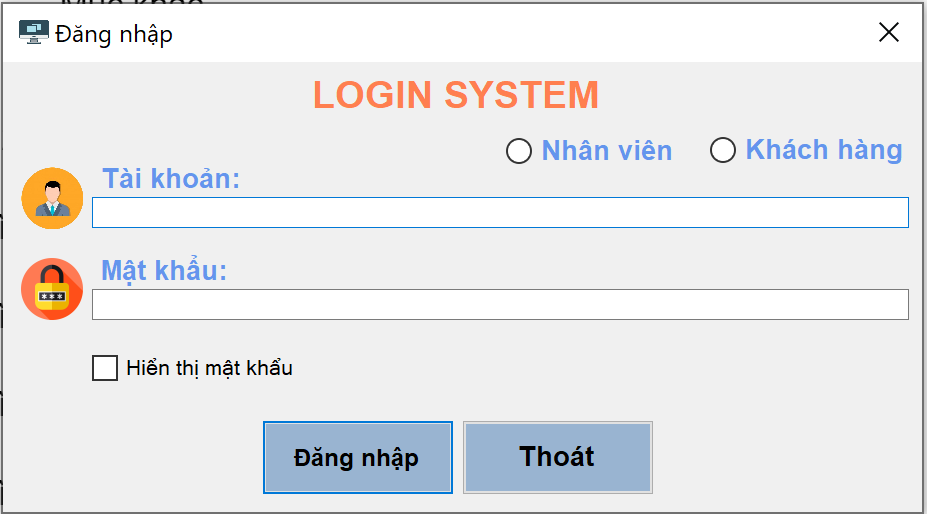 Đăng nhập
LOGIN SYSTEM
Nhân viên Khách hàng
Tài khoản:
Mật khẩu:
Hiển thị mật khẩu
Đăng nhập Thoát